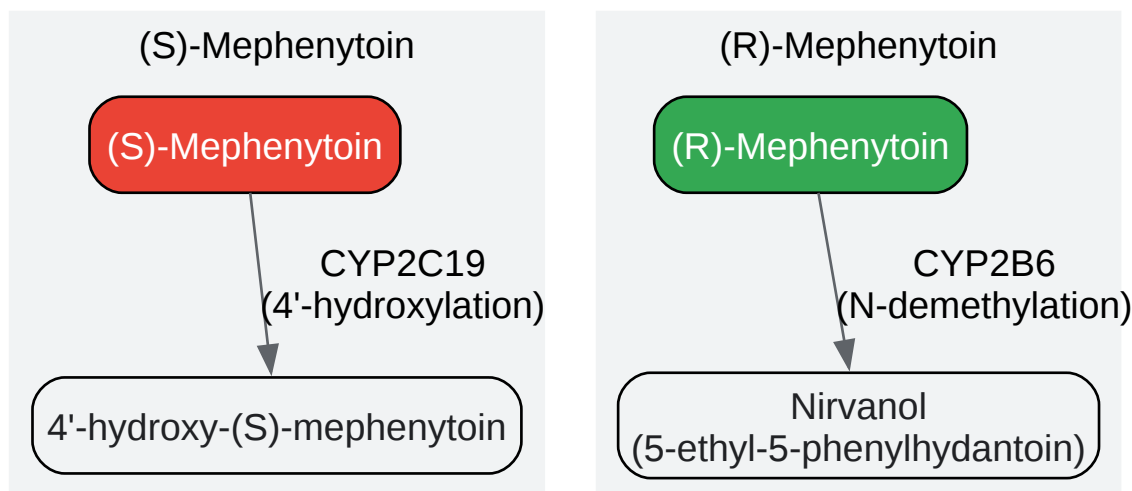 (S)-Mephenytoin
(S)-Mephenytoin
CYP2C19
(4'-hydroxylation)
4'-hydroxy-(S)-mephenytoin
(R)-Mephenytoin
(R)-Mephenytoin
CYP2B6
(N-demethylation)
Nirvanol
(5-ethyl-5-phenylhydantoin)